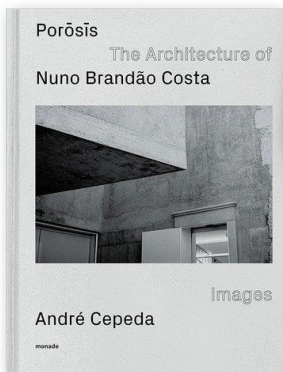 Porōsīs
The Architecture of
Nuno Brandão Costa
Images
André Cepeda
monade